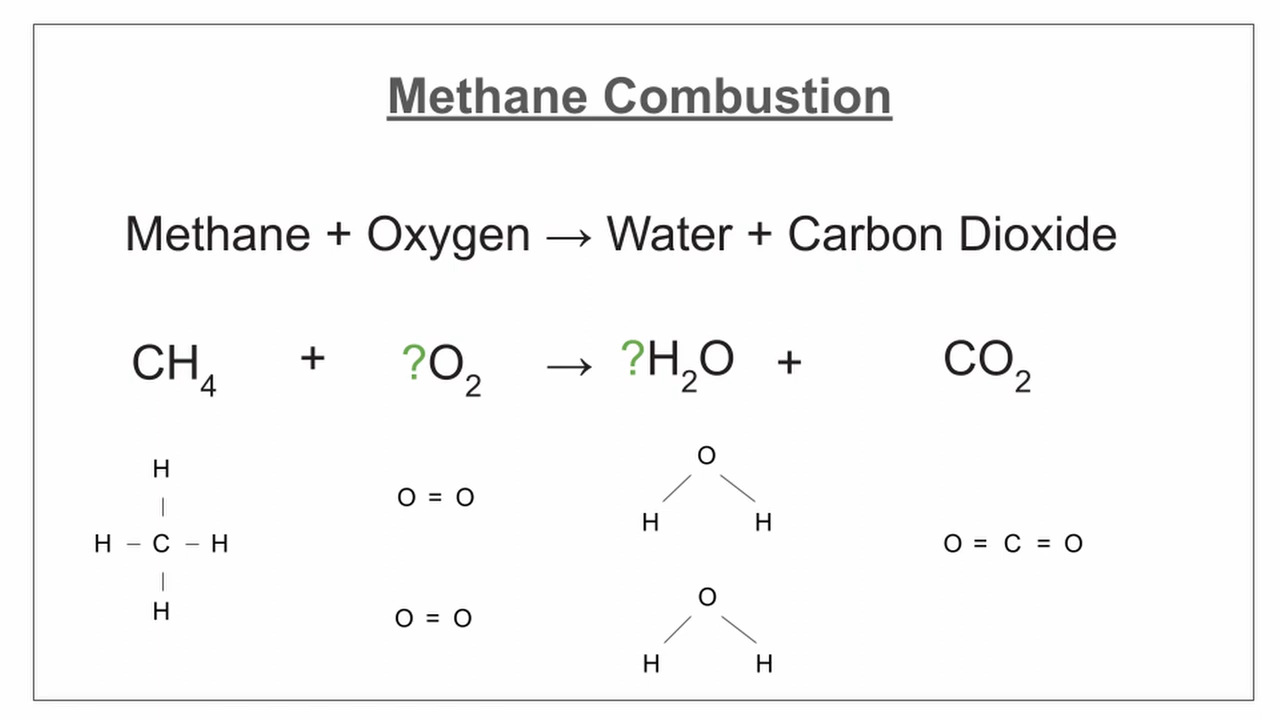 Methane Combustion
Methane + Oxygen → Water + Carbon Dioxide
CH₄ + ?O₂ → ?H₂O + CO₂
H
|
H – C – H
|
H
O = O
O = O
O
H H
O
H H
O = C = O